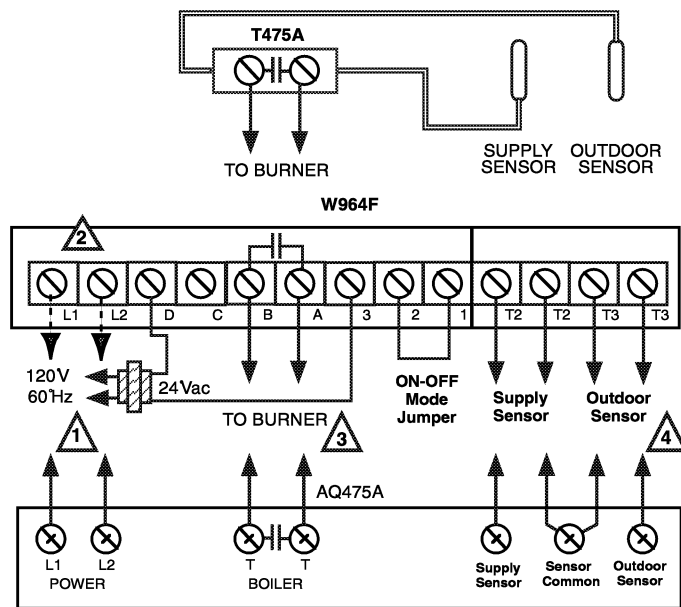 T475A
TO BURNER
SUPPLY SENSOR
OUTDOOR SENSOR
W964F
2
L1 L2 D C B A 3 2 1 T2 T2 T3 T3
120V 60Hz
24Vac
TO BURNER
ON-OFF Mode Jumper
Supply Sensor
Outdoor Sensor
1
3
4
AQ475A
L1 L2
POWER
T T
BOILER
Supply Sensor
Sensor Common
Outdoor Sensor